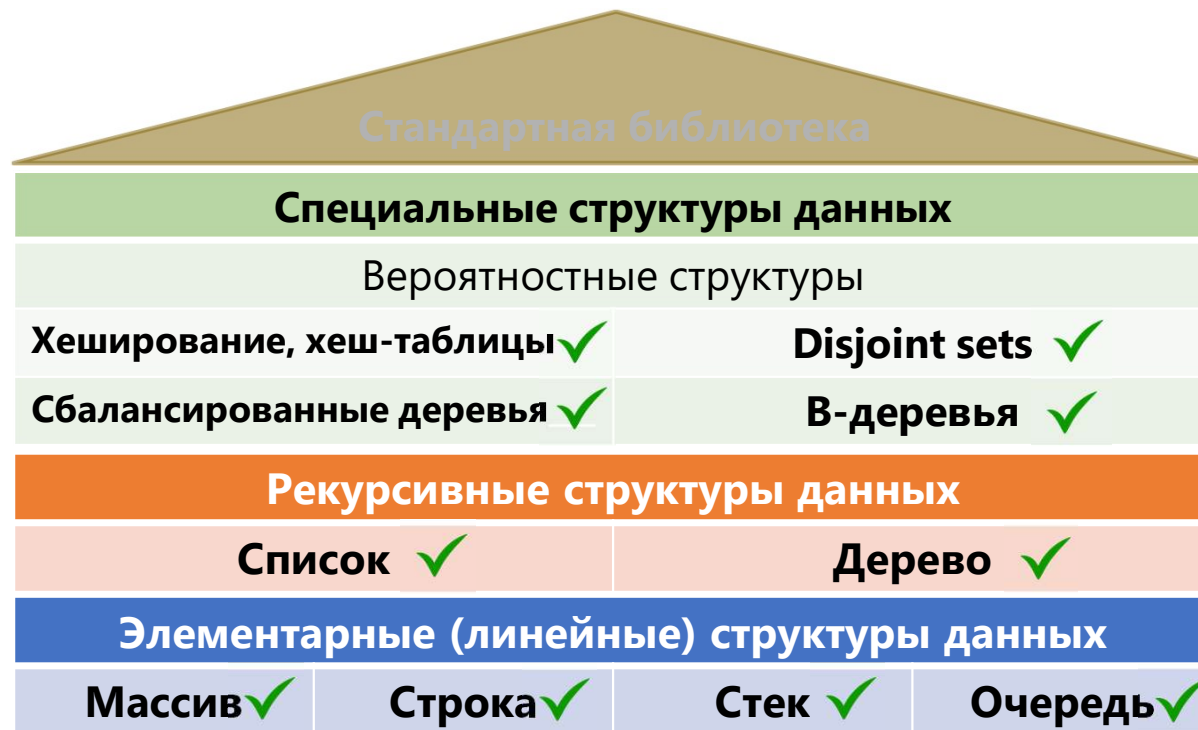 Стандартная библиотека
Специальные структуры данных
Вероятностные структуры
Хеширование, хеш-таблицы
Disjoint sets
Сбалансированные деревья
В-деревья
Рекурсивные структуры данных
Список
Дерево
Элементарные (линейные) структуры данных
Массив
Строка
Стек
Очередь